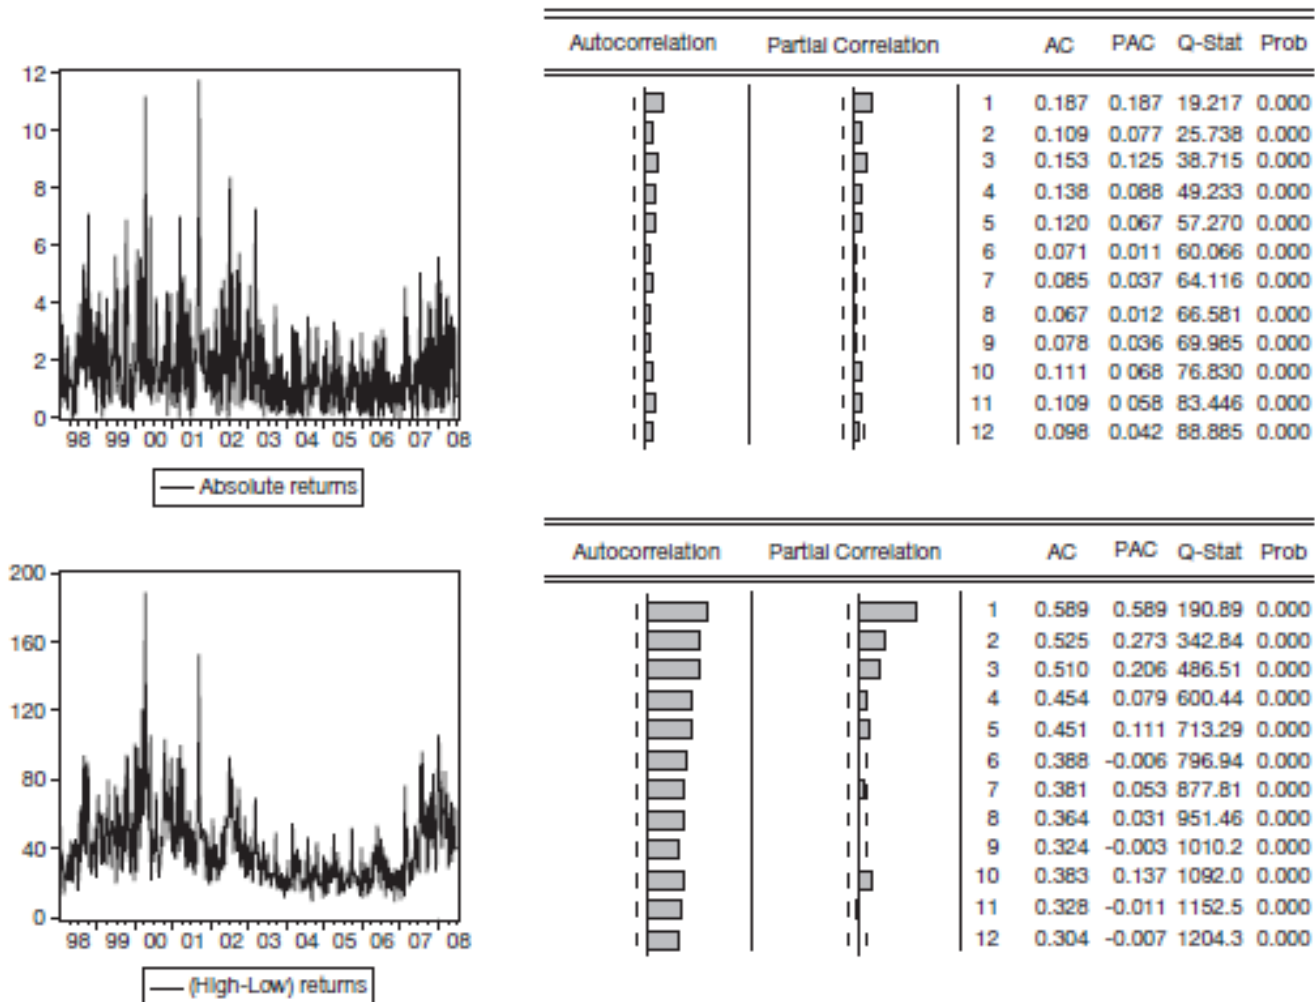 Autocorrelation Partial Correlation AC PAC Q-Stat Prob
1 0.187 0.187 19.217 0.000
2 0.109 0.077 25.738 0.000
3 0.153 0.125 38.715 0.000
4 0.138 0.088 49.233 0.000
5 0.120 0.067 57.270 0.000
6 0.071 0.011 60.066 0.000
7 0.085 0.037 64.116 0.000
8 0.067 0.012 66.581 0.000
9 0.078 0.036 69.985 0.000
10 0.111 0 068 76.830 0.000
11 0.109 0 058 83.446 0.000
12 0.098 0.042 88.885 0.000
12
10
8
6
4
2
0
98 99 00 01 02 03 04 05 06 07 08
Absolute returns
Autocorrelation Partial Correlation AC PAC Q-Stat Prob
1 0.589 0.589 190.89 0.000
2 0.525 0.273 342.84 0.000
3 0.510 0.206 486.51 0.000
4 0.454 0.079 600.44 0.000
5 0.451 0.111 713.29 0.000
6 0.388 -0.006 796.94 0.000
7 0.381 0.053 877.81 0.000
8 0.364 0.031 951.46 0.000
9 0.324 -0.003 1010.2 0.000
10 0.383 0.137 1092.0 0.000
11 0.328 -0.011 1152.5 0.000
12 0.304 -0.007 1204.3 0.000
200
160
120
80
40
0
98 99 00 01 02 03 04 05 06 07 08
(High-Low) returns